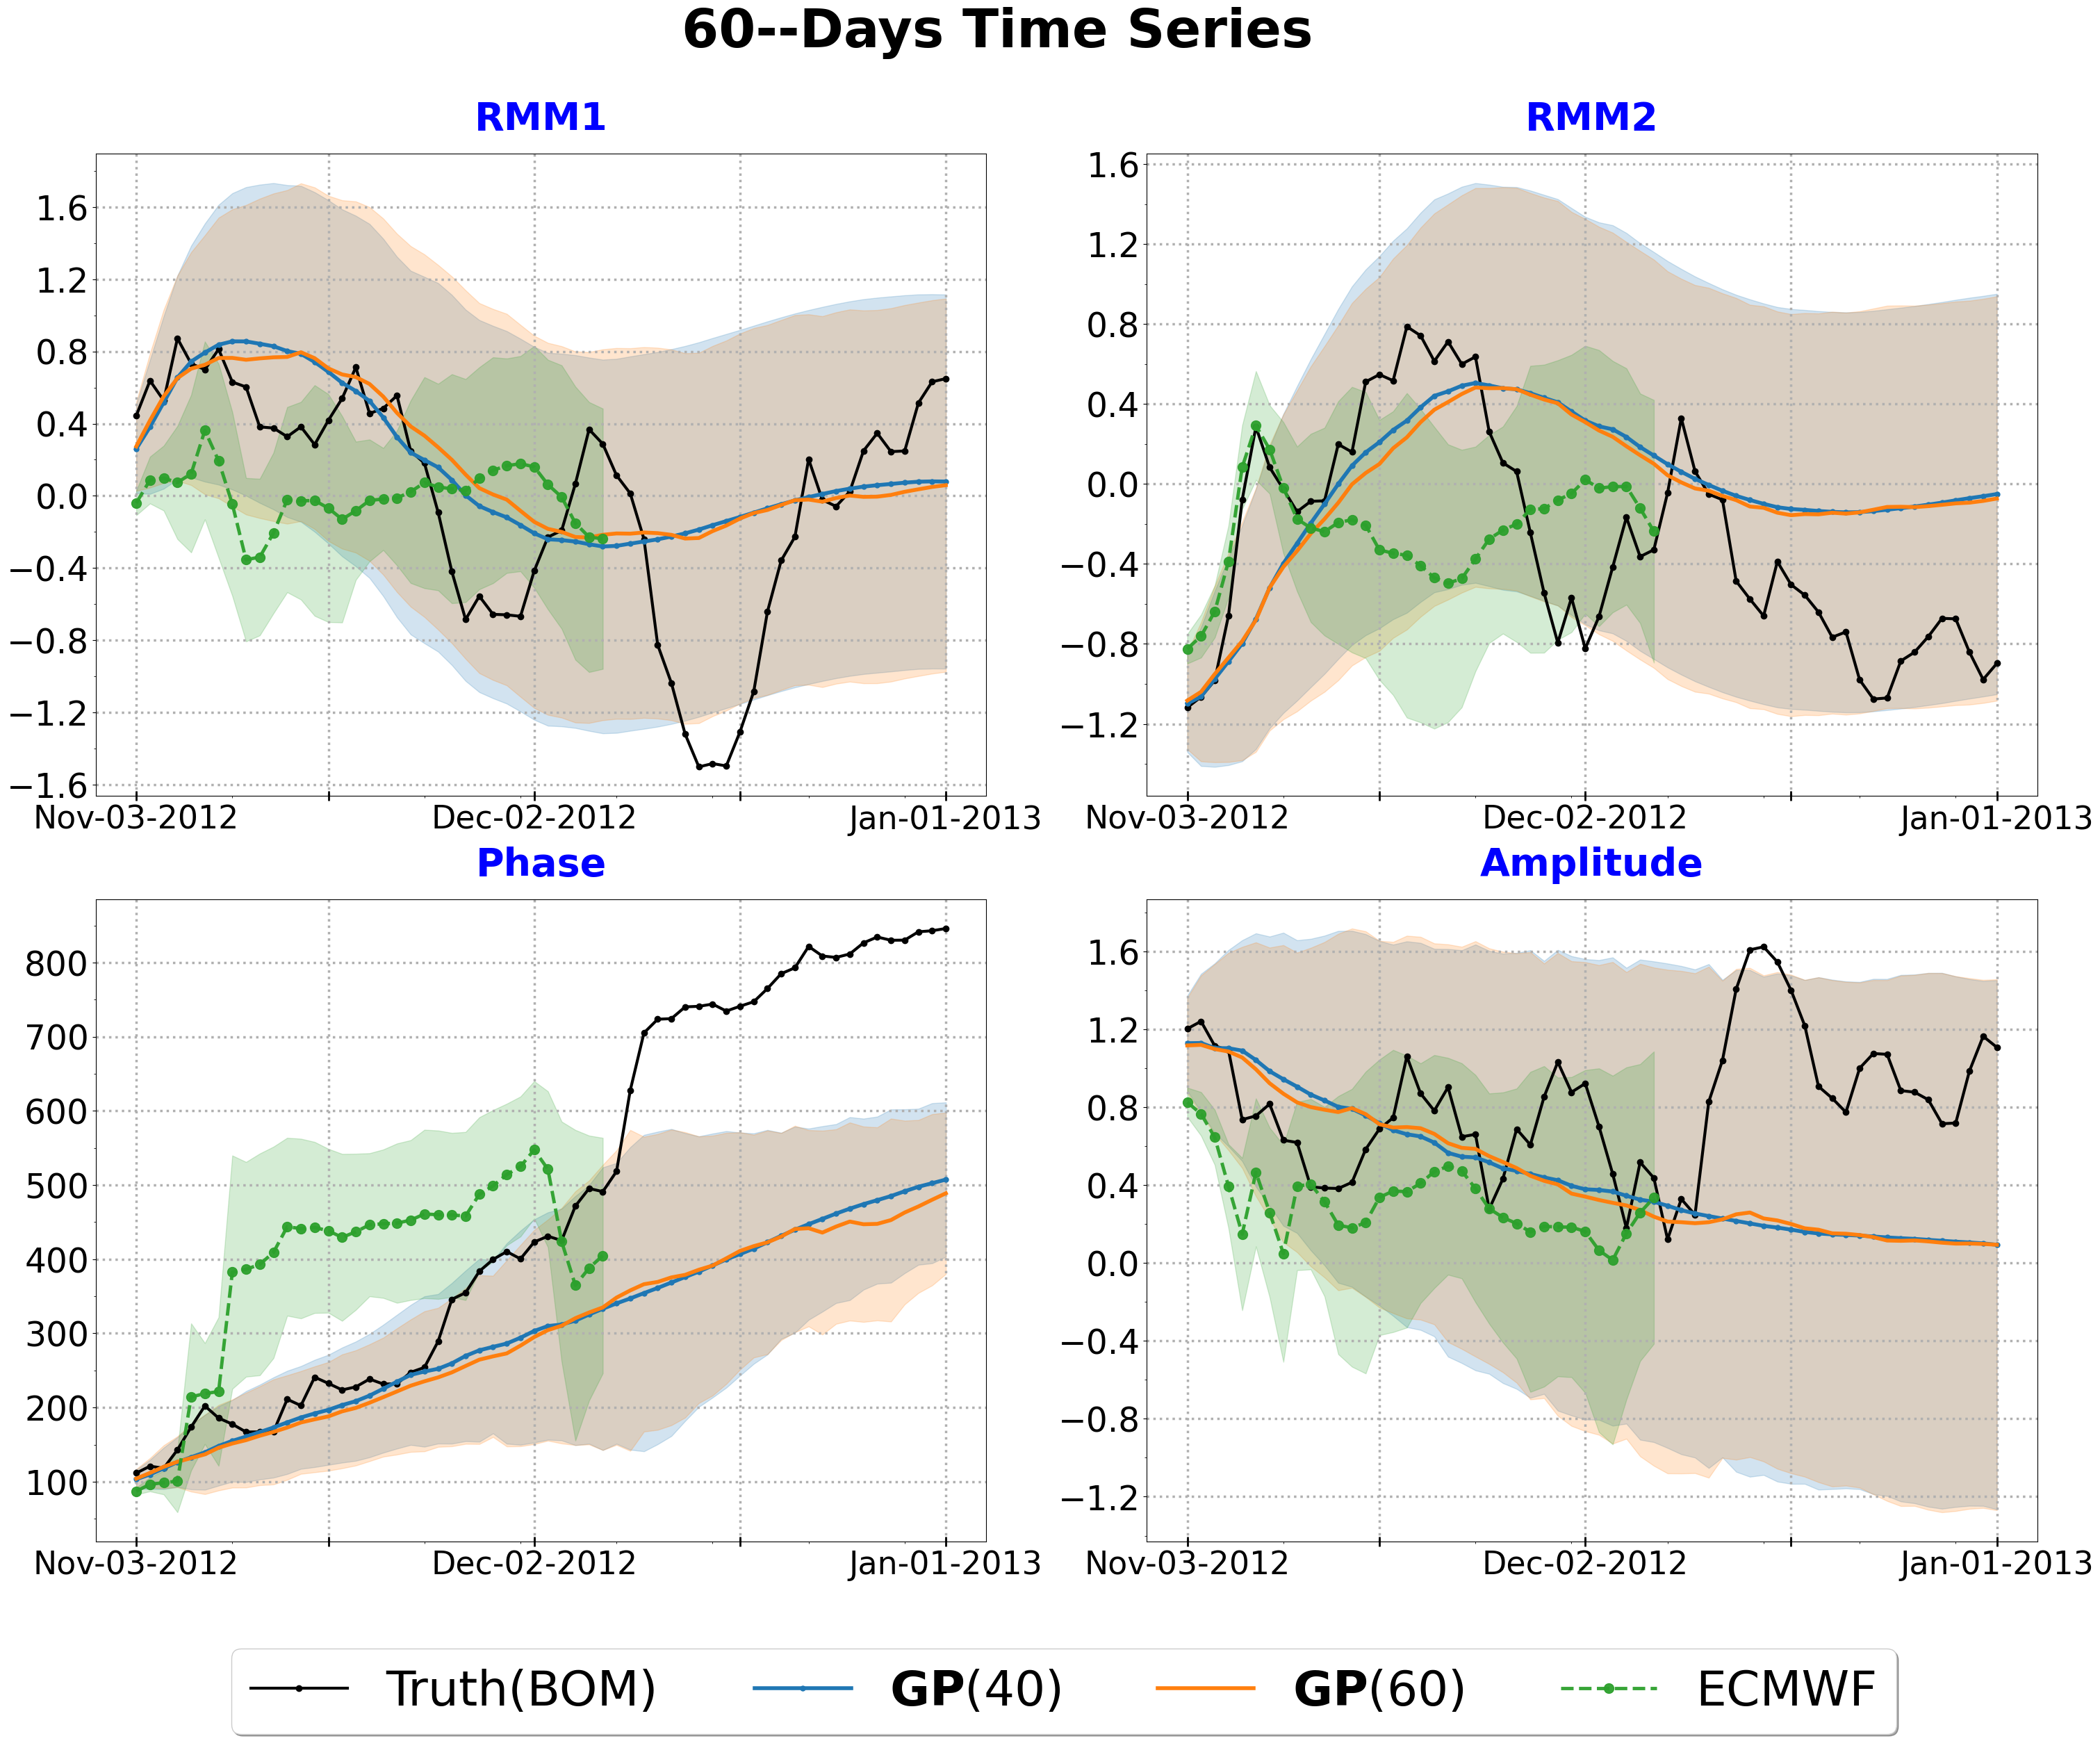 60--Days Time Series
RMM1
RMM2
1.6
1.2
0.8
0.4
0.0
−0.4
−0.8
−1.2
−1.6
Nov-03-2012
Dec-02-2012
Jan-01-2013
1.6
1.2
0.8
0.4
0.0
−0.4
−0.8
−1.2
Nov-03-2012
Dec-02-2012
Jan-01-2013
Phase
Amplitude
800
700
600
500
400
300
200
100
Nov-03-2012
Dec-02-2012
Jan-01-2013
1.6
1.2
0.8
0.4
0.0
−0.4
−0.8
−1.2
Nov-03-2012
Dec-02-2012
Jan-01-2013
Truth(BOM)
GP(40)
GP(60)
ECMWF